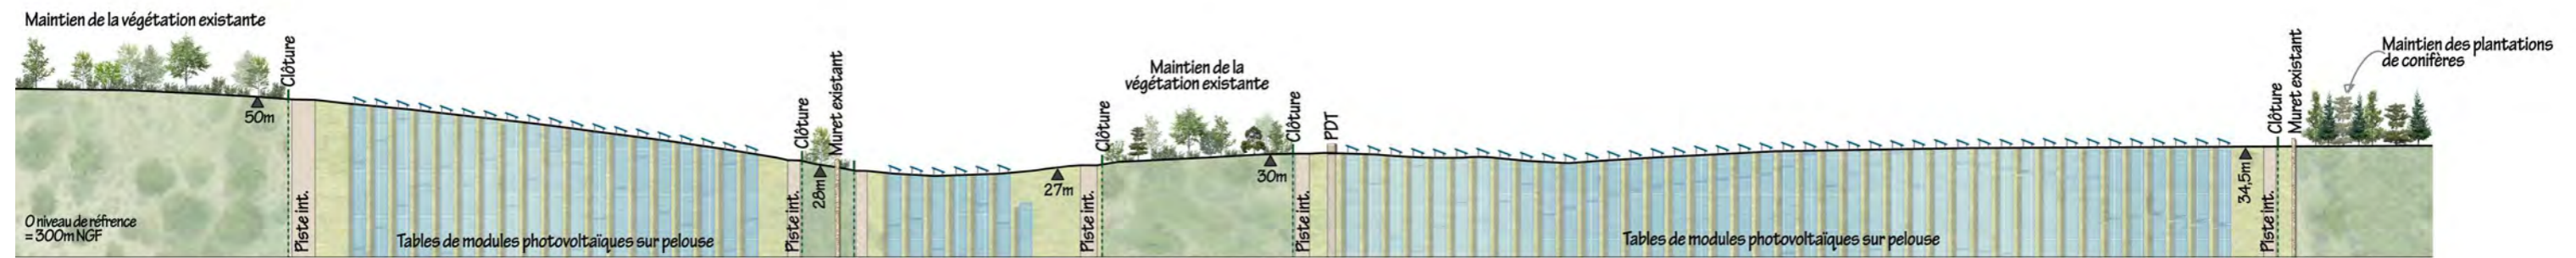 Maintien de la végétation existante
Clôture
50m
Piste int.
O niveau de réfrence
= 300m NGF
Tables de modules photovoltaïques sur pelouse
Piste int.
Clôture
28m
Muret existant
27m
Piste int.
Clôture
Maintien de la
végétation existante
30m
Clôture
Piste int.
PDT
Tables de modules photovoltaïques sur pelouse
34,5m
Piste int.
Clôture
Muret existant
Maintien des plantations
de conifères